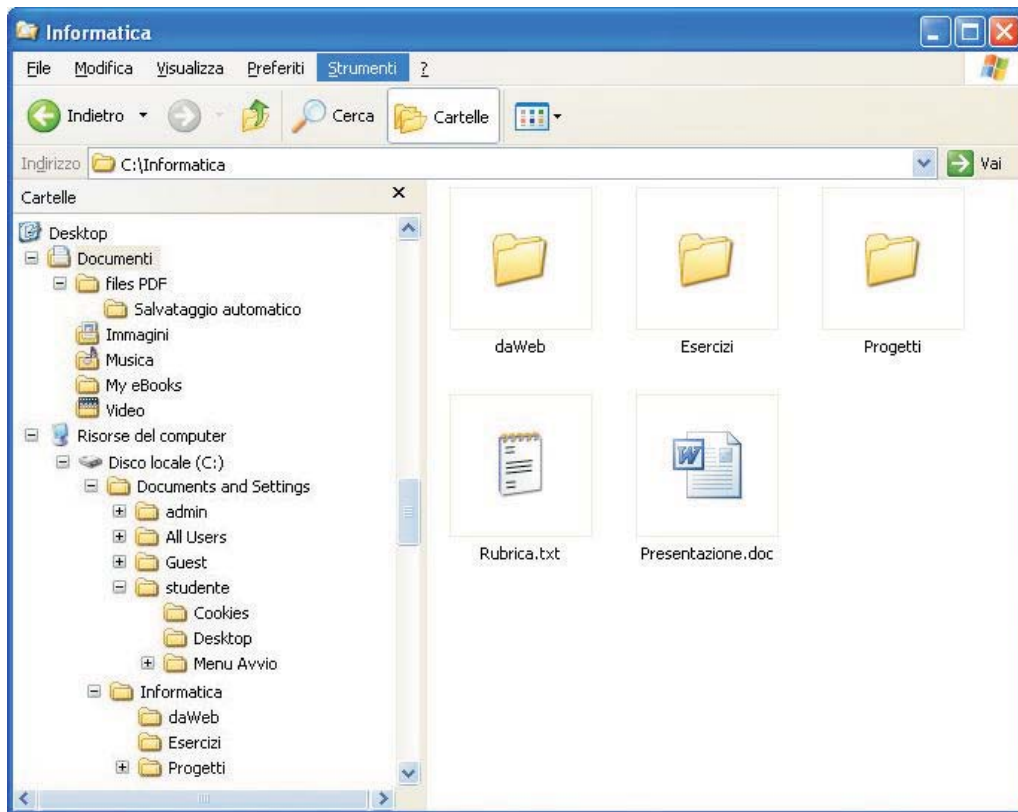 Informatica
File Modifica Visualizza Preferiti Strumenti ?
Indietro Cerca Cartelle
Indirizzo C:\Informatica Vai
Cartelle
Desktop
Documenti
files PDF
Salvataggio automatico
Immagini
Musica
My eBooks
Video
Risorse del computer
Disco locale (C:)
Documents and Settings
admin
All Users
Guest
studente
Cookies
Desktop
Menu Avvio
Informatica
daWeb
Esercizi
Progetti
daWeb Esercizi Progetti
Rubrica.txt Presentazione.doc